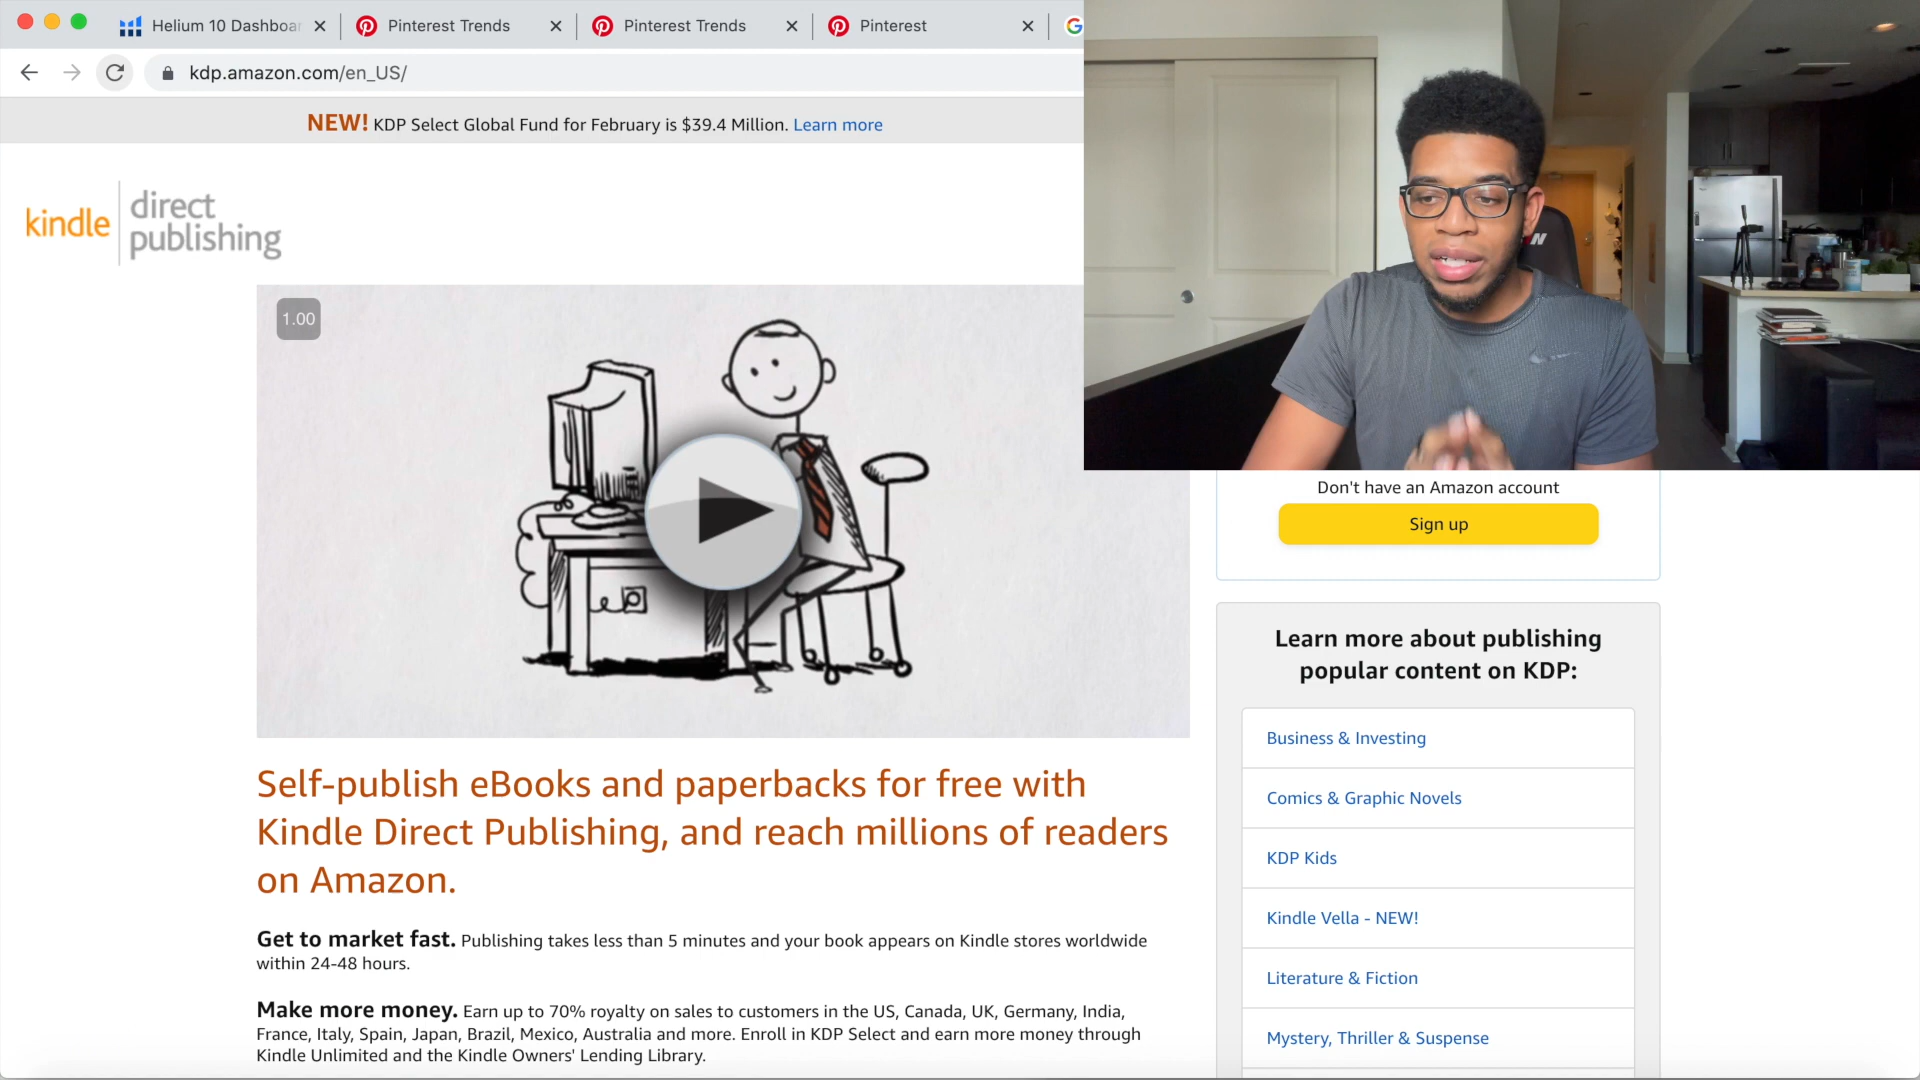 Helium 10 Dashboar
Pinterest Trends
Pinterest Trends
Pinterest
kdp.amazon.com/en_US/
NEW! KDP Select Global Fund for February is $39.4 Million. Learn more
kindle
direct
publishing
1.00
Don't have an Amazon account
Sign up
Learn more about publishing
popular content on KDP:
Business & Investing
Comics & Graphic Novels
KDP Kids
Kindle Vella - NEW!
Literature & Fiction
Mystery, Thriller & Suspense
Self-publish eBooks and paperbacks for free with
Kindle Direct Publishing, and reach millions of readers
on Amazon.
Get to market fast. Publishing takes less than 5 minutes and your book appears on Kindle stores worldwide
within 24-48 hours.
Make more money. Earn up to 70% royalty on sales to customers in the US, Canada, UK, Germany, India,
France, Italy, Spain, Japan, Brazil, Mexico, Australia and more. Enroll in KDP Select and earn more money through
Kindle Unlimited and the Kindle Owners' Lending Library.